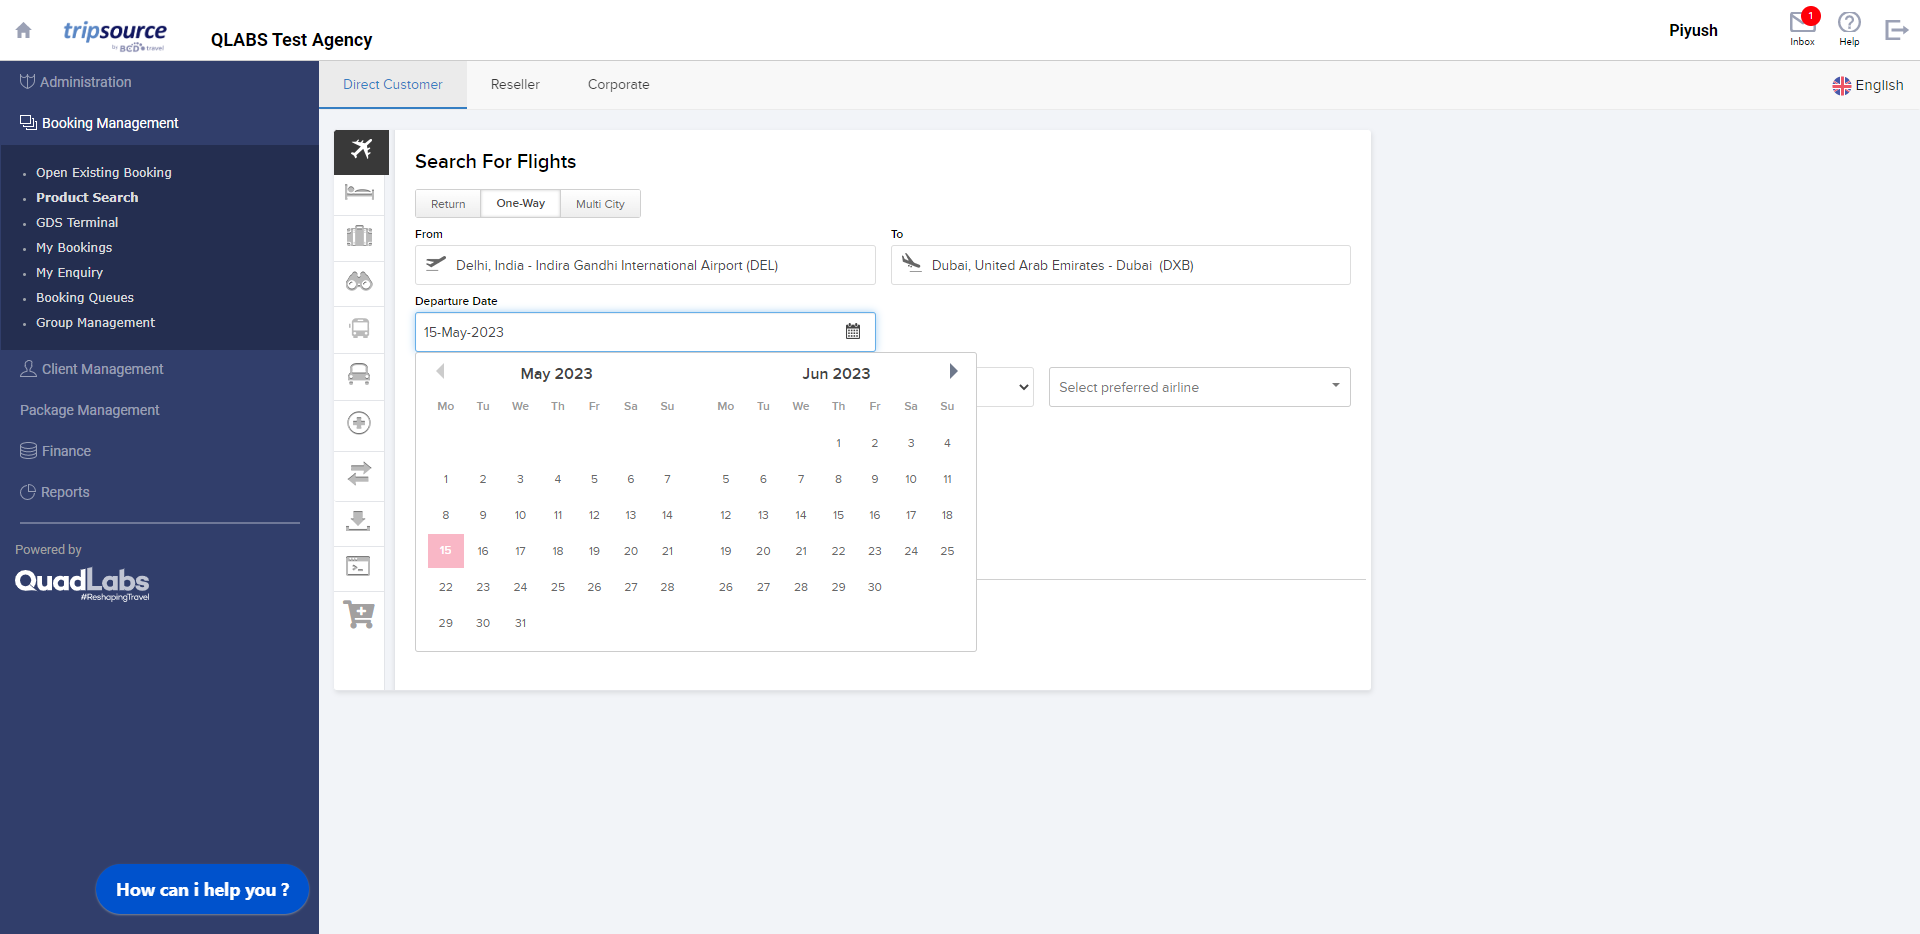 tripsource
by BCD travel
QLABS Test Agency
Piyush
1
Inbox
Help
Administration
Booking Management
Open Existing Booking
Product Search
GDS Terminal
My Bookings
My Enquiry
Booking Queues
Group Management
Client Management
Package Management
Finance
Reports
Powered by
QuadLabs
#ReshapingTravel
How can i help you ?
Direct Customer Reseller Corporate
English
Search For Flights
Return One-Way Multi City
From To
Delhi, India - Indira Gandhi International Airport (DEL) Dubai, United Arab Emirates - Dubai (DXB)
Departure Date
15-May-2023
Select preferred airline
May 2023 Jun 2023
Mo Tu We Th Fr Sa Su Mo Tu We Th Fr Sa Su
1 2 3 4
1 2 3 4 5 6 7 5 6 7 8 9 10 11
8 9 10 11 12 13 14 12 13 14 15 16 17 18
15 16 17 18 19 20 21 19 20 21 22 23 24 25
22 23 24 25 26 27 28 26 27 28 29 30
29 30 31